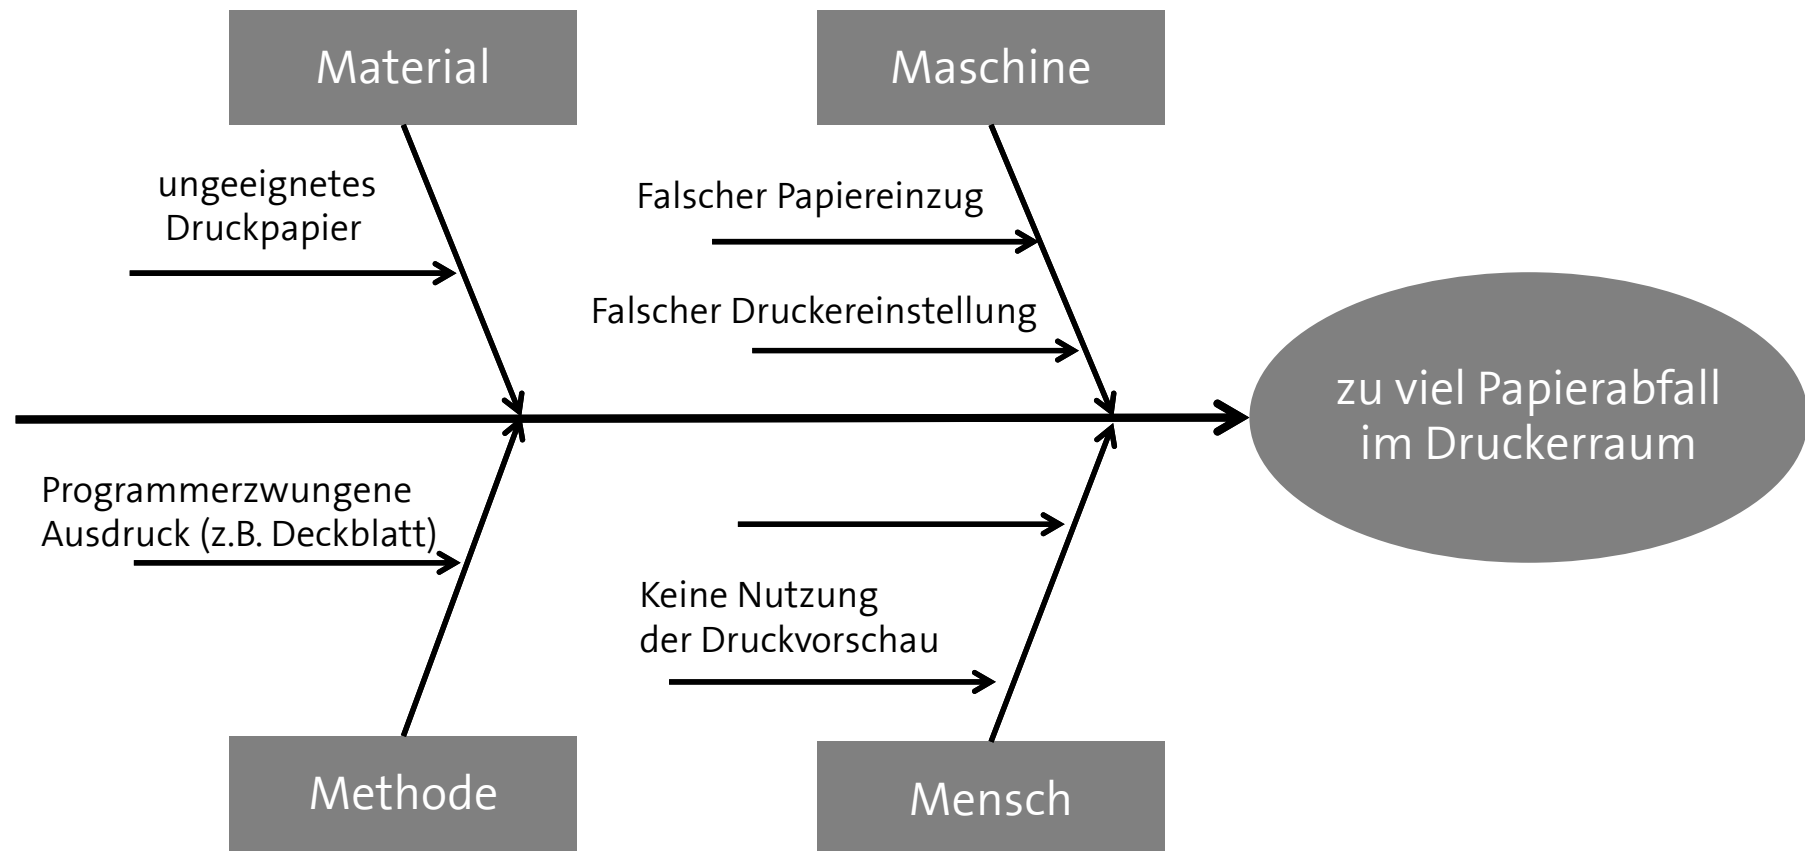 Material
Maschine
ungeeignetes
Druckpapier
Falscher Papiereinzug
Falscher Druckereinstellung
zu viel Papierabfall
im Druckerraum
Programmerzwungene
Ausdruck (z.B. Deckblatt)
Keine Nutzung
der Druckvorschau
Methode
Mensch